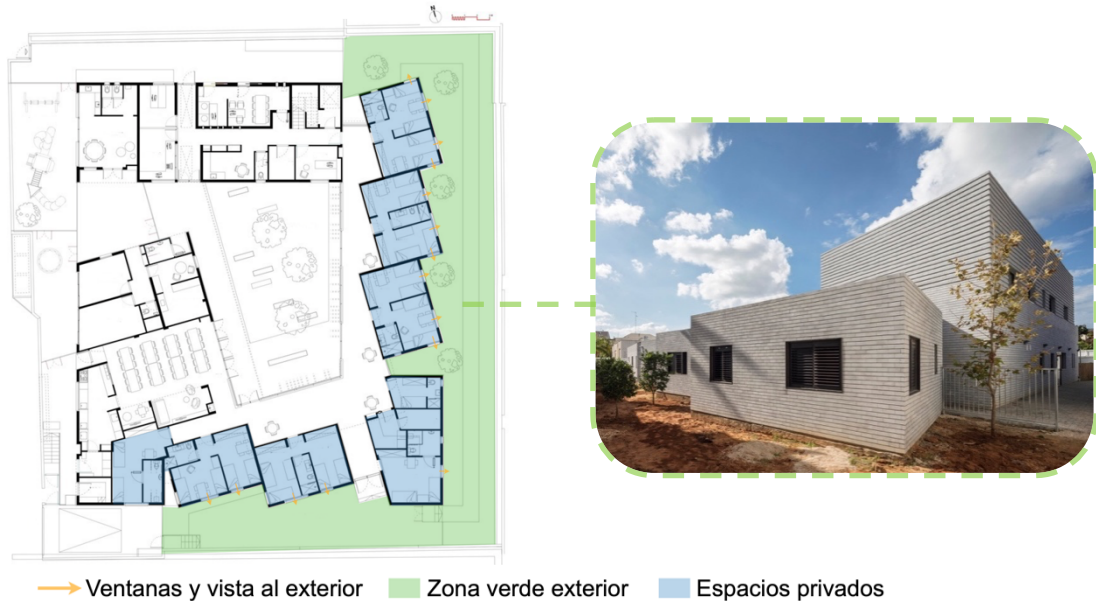 N
Ventanas y vista al exterior
Zona verde exterior
Espacios privados